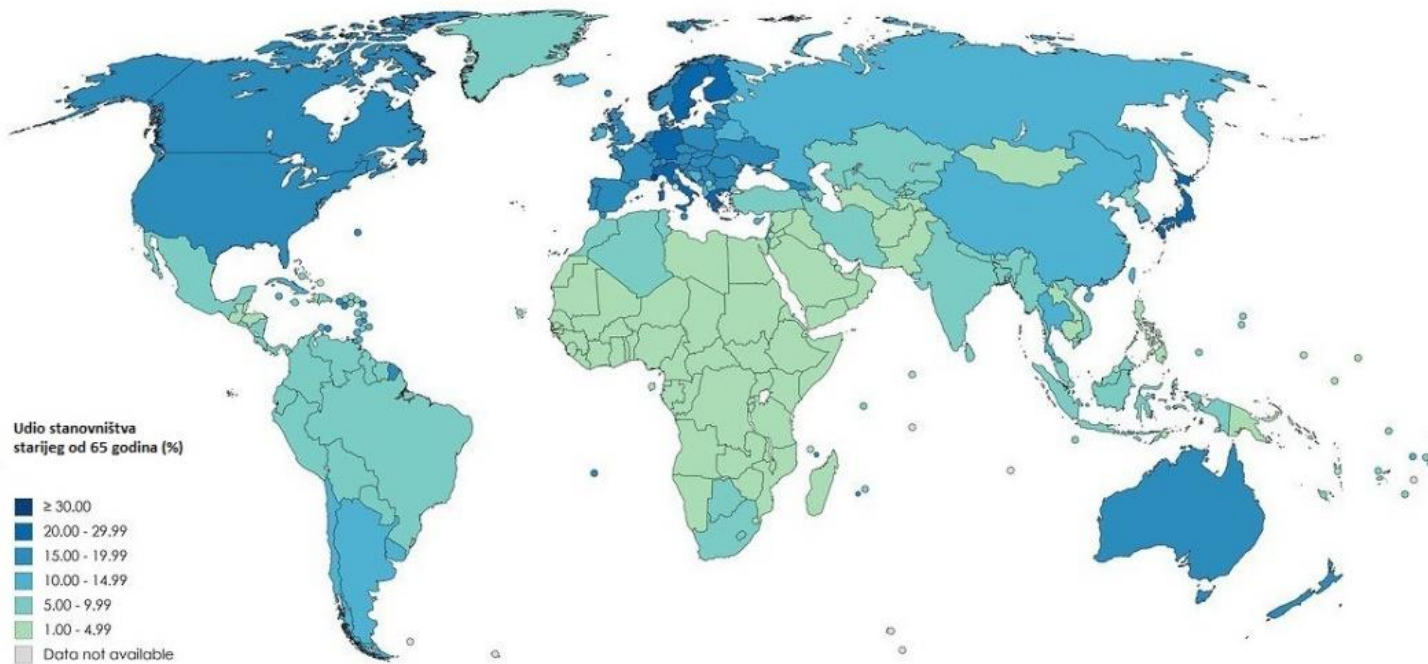 Udio stanovništva
starijeg od 65 godina (%)
≥ 30.00
20.00 - 29.99
15.00 - 19.99
10.00 - 14.99
5.00 - 9.99
1.00 - 4.99
Data not available